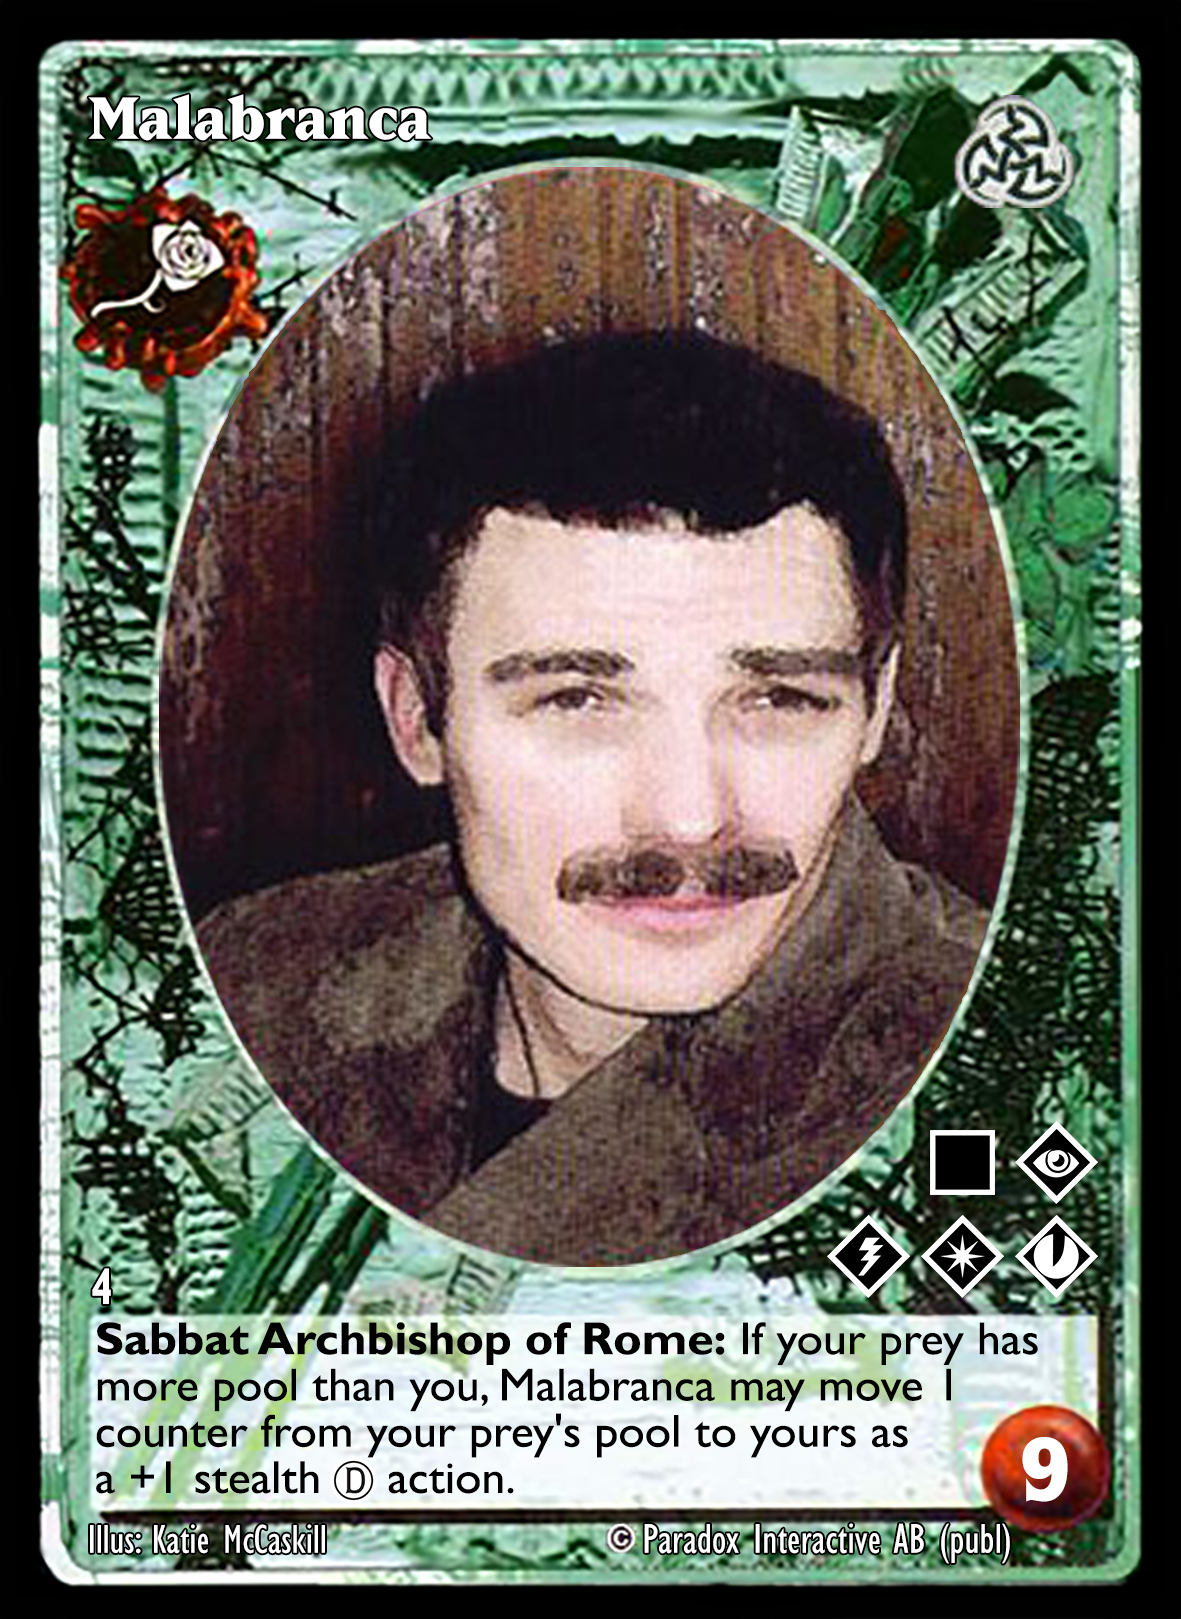 Malabranca
4
Sabbat Archbishop of Rome: If your prey has
more pool than you, Malabranca may move 1
counter from your prey's pool to yours as
a +1 stealth Ⓓ action.
9
Illus: Katie McCaskill
© Paradox Interactive AB (publ)